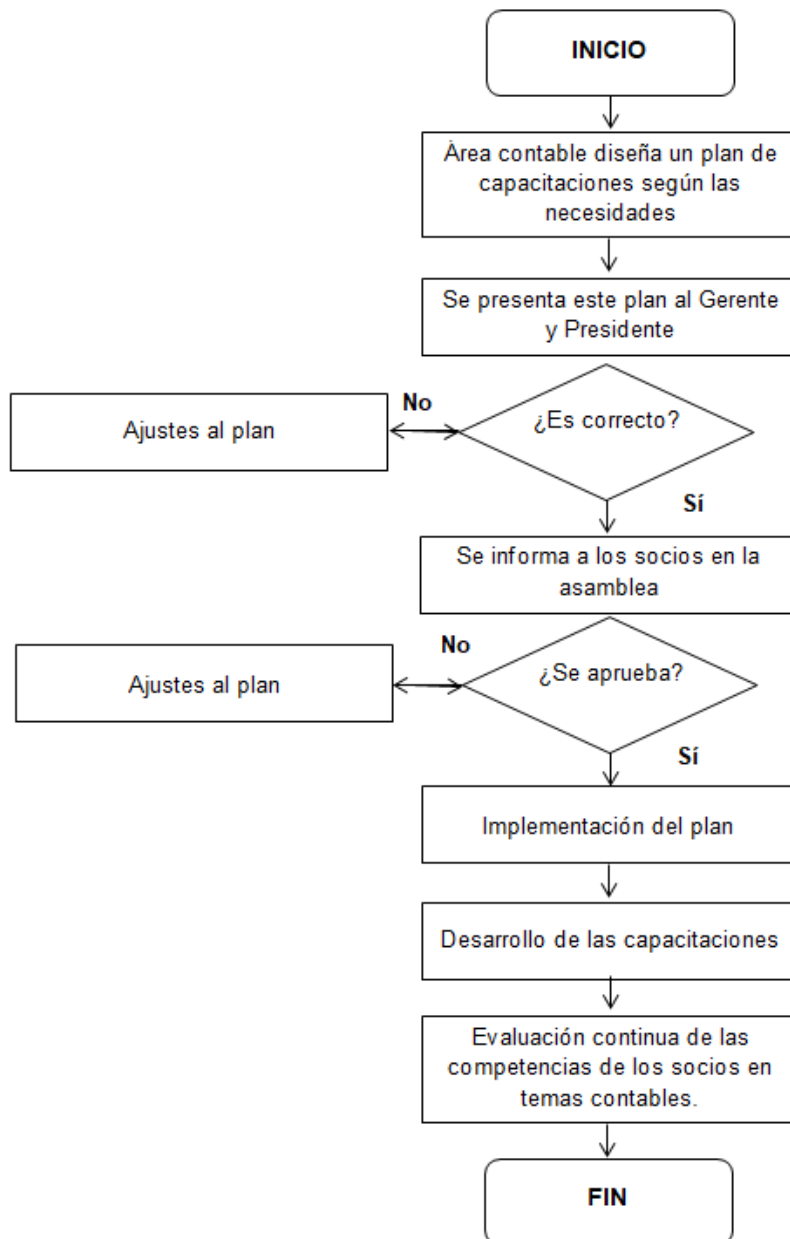 INICIO
Área contable diseña un plan de
capacitaciones según las
necesidades
Se presenta este plan al Gerente
y Presidente
No
¿Es correcto?
Ajustes al plan
Sí
Se informa a los socios en la
asamblea
No
¿Se aprueba?
Ajustes al plan
Sí
Implementación del plan
Desarrollo de las capacitaciones
Evaluación continua de las
competencias de los socios en
temas contables.
FIN